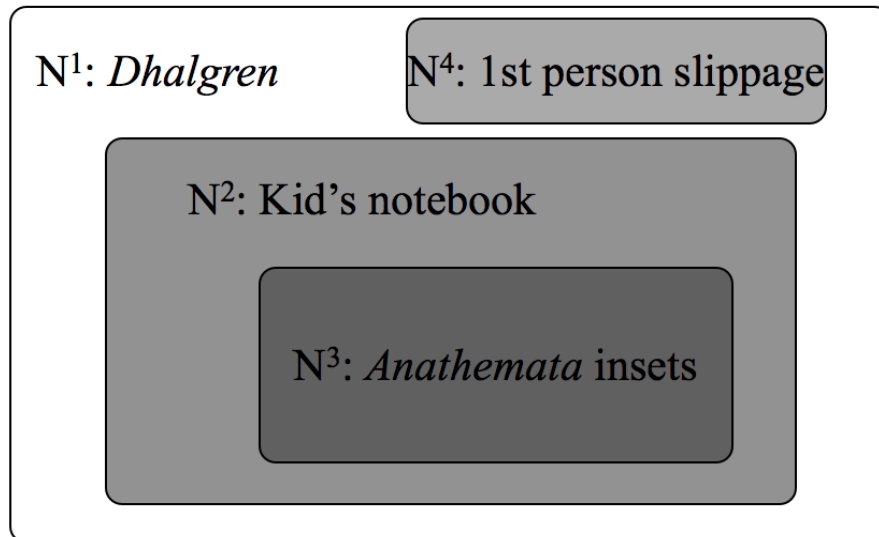 N¹: Dhalgren
N⁴: 1st person slippage
N²: Kid’s notebook
N³: Anathemata insets